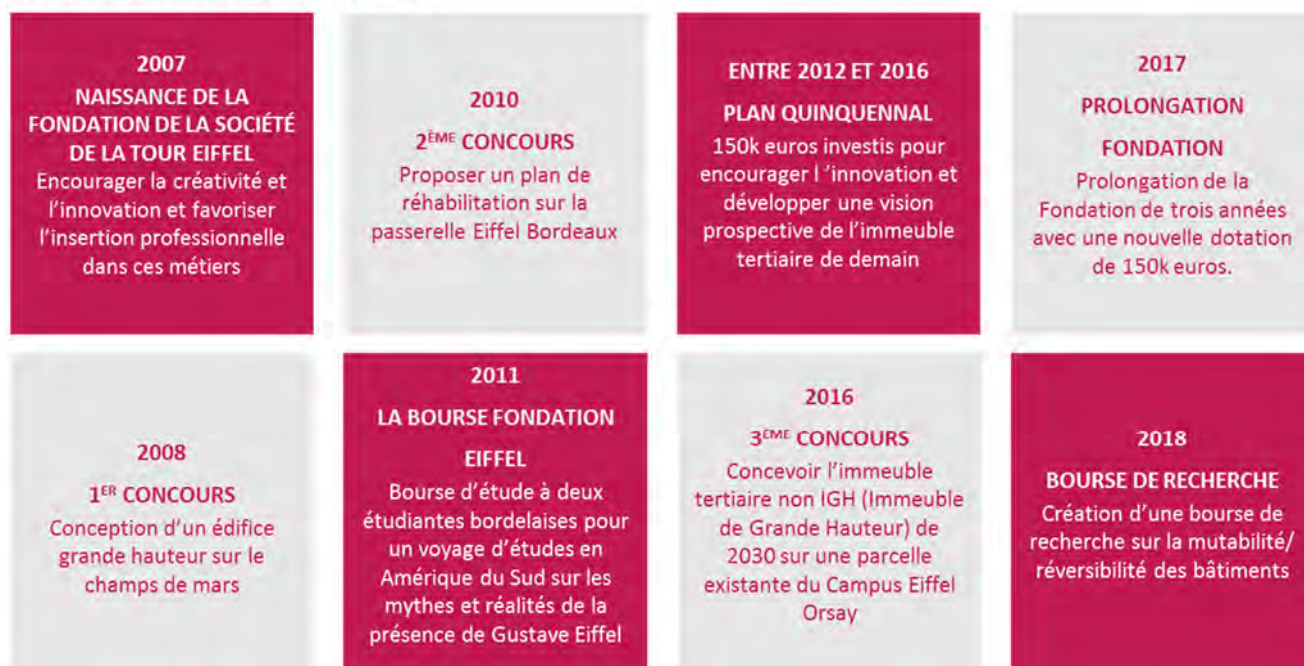 2007
NAISSANCE DE LA
FONDATION DE LA SOCIÉTÉ
DE LA TOUR EIFFEL
Encourager la créativité et
l'innovation et favoriser
l'insertion professionnelle
dans ces métiers
2008
1ER CONCOURS
Conception d'un édifice
grande hauteur sur le
champs de mars
2010
2ÈME CONCOURS
Proposer un plan de
réhabilitation sur la
passerelle Eiffel Bordeaux
2011
LA BOURSE FONDATION
EIFFEL
Bourse d'étude à deux
étudiantes bordelaises pour
un voyage d'études en
Amérique du Sud sur les
mythes et réalités de la
présence de Gustave Eiffel
ENTRE 2012 ET 2016
PLAN QUINQUENNAL
150k euros investis pour
encourager l 'innovation et
développer une vision
prospective de l'immeuble
tertiaire de demain
2016
3EME CONCOURS
Concevoir l'immeuble
tertiaire non IGH (Immeuble
de Grande Hauteur) de
2030 sur une parcelle
existante du Campus Eiffel
Orsay
2017
PROLONGATION
FONDATION
Prolongation de la
Fondation de trois années
avec une nouvelle dotation
de 150k euros.
2018
BOURSE DE RECHERCHE
Création d'une bourse de
recherche sur la mutabilité/
réversibilité des bâtiments